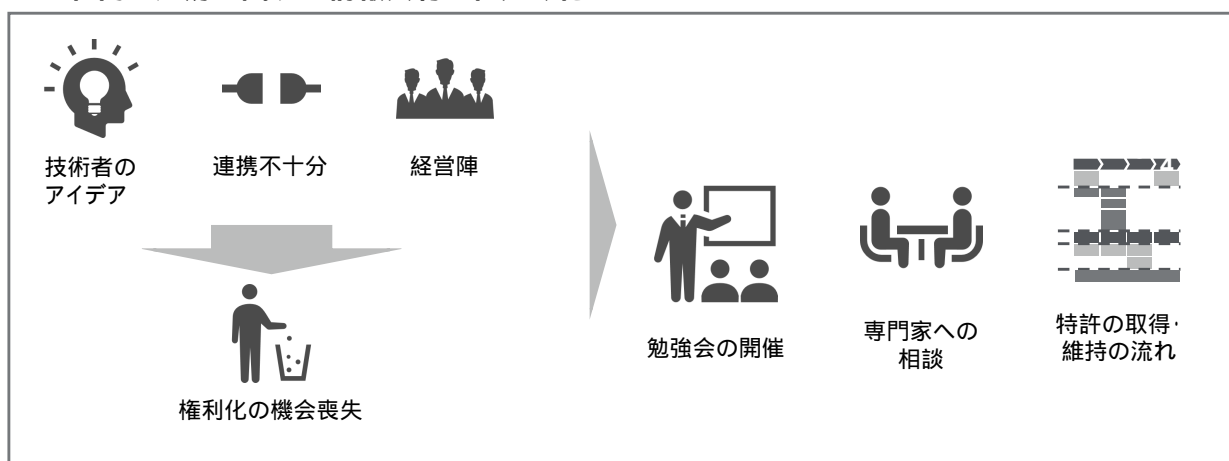 技術者の
アイデア
連携不十分
経営陣
権利化の機会喪失
勉強会の開催
専門家への
相談
4
特許の取得・
維持の流れ